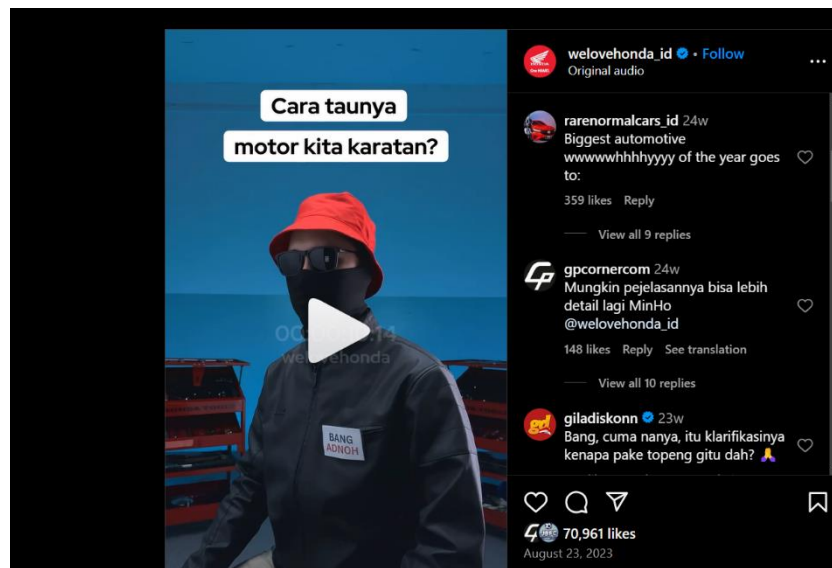 Cara taunya
motor kita karatan?
welovehonda
BANG
ADNOH
welovehonda_id • Follow
Original audio
rarenormalcars_id 24w
Biggest automotive
wwwwwhhhhyyyy of the year goes
to:
359 likes Reply
View all 9 replies
gpcornercom 24w
Mungkin pejelasannya bisa lebih
detail lagi MinHo
@welovehonda_id
148 likes Reply See translation
View all 10 replies
giladiskonn 23w
Bang, cuma nanya, itu klarifikasinya
kenapa pake topeng gitu dah? 🙏
70,961 likes
August 23, 2023